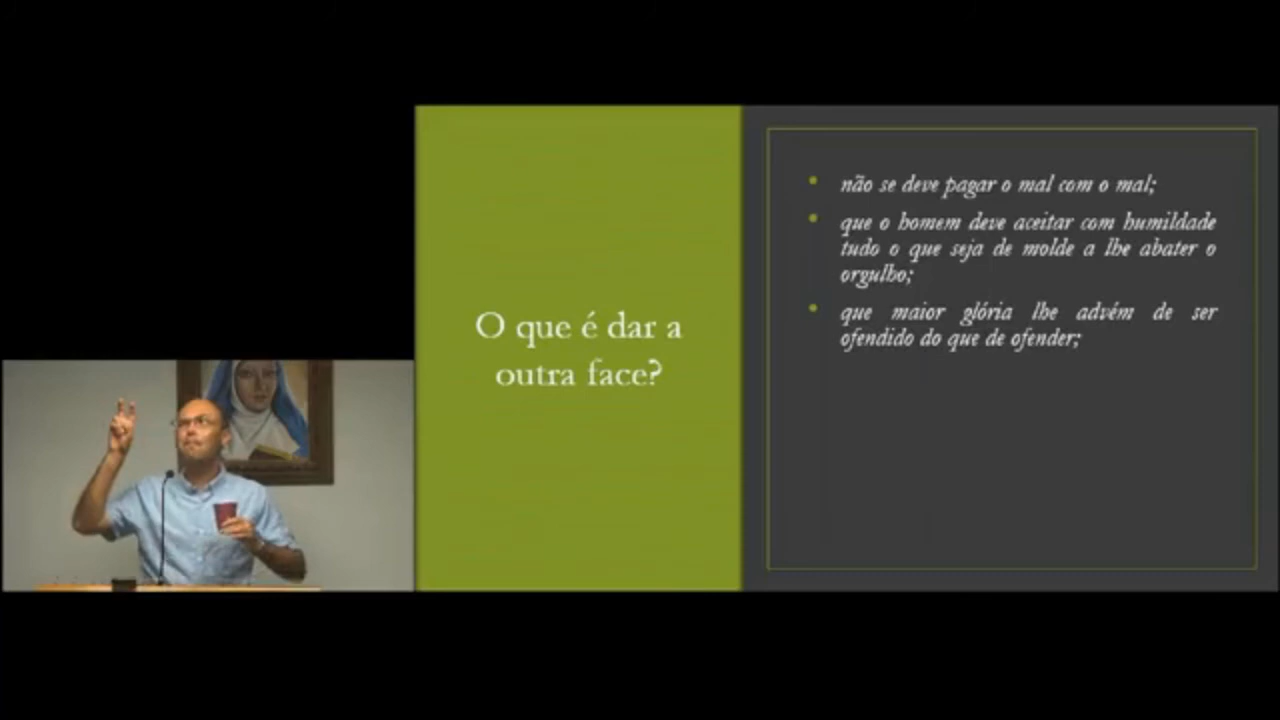 O que é dar a
outra face?
não se deve pagar o mal com o mal;
que o homem deve aceitar com humildade
tudo o que seja de molde a lhe abater o
orgulho;
que maior glória lhe advém de ser
ofendido do que de ofender;